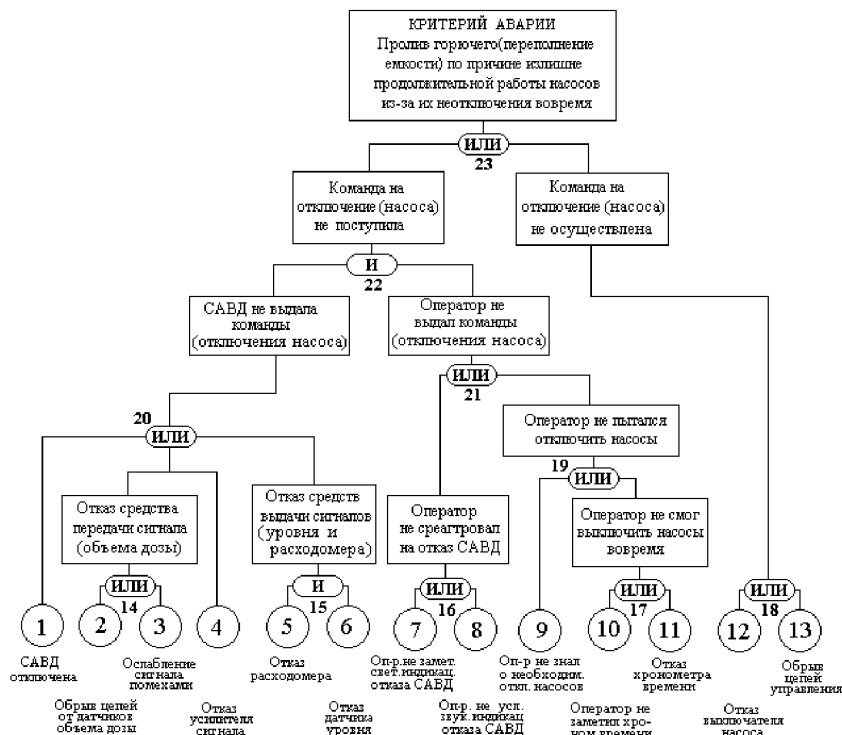 КРИТЕРИЙ АВАРИИ
Пролив горючего(переполнение
емкости) по причине излишне
продолжительной работы насосов
из-за их неотключения вовремя
ИЛИ
23
Команда на
отключение (насоса)
не поступила
Команда на
отключение (насоса)
не осуществлена
И
22
САВД не выдала
команды
(отключения насоса)
Оператор не
выдал команды
(отключения насоса)
ИЛИ
21
20
ИЛИ
Оператор не пытался
отключить насосы
19
ИЛИ
Отказ средства
передачи сигнала
(объема дозы)
Отказ средств
выдачи сигналов
(уровня и
расходомера)
Оператор
не среагтровал
на отказ САВД
Оператор не смог
выключить насосы
вовремя
ИЛИ
14
И
15
ИЛИ
16
ИЛИ
17
ИЛИ
18
1
2
3
4
5
6
7
8
9
10
11
12
13
САВД
отключена
Обрыв цепей
от датчиков
объема дозы
Ослабление
сигнала
помехами
Отказ
усилителя
сигнала
Отказ
расходомера
Отказ
датчика
уровня
Оп-р.не замет.
свет.индикац.
отказа САВД
Оп-р. не усл.
звук.индикац
отказа САВД
Оп-р не знал
о необходим.
откл. насосов
Оператор не
заметил хро-
ном времени
Отказ
хронометра
времени
Отказ
выключателя
насоса
Обрыв
цепей
управления